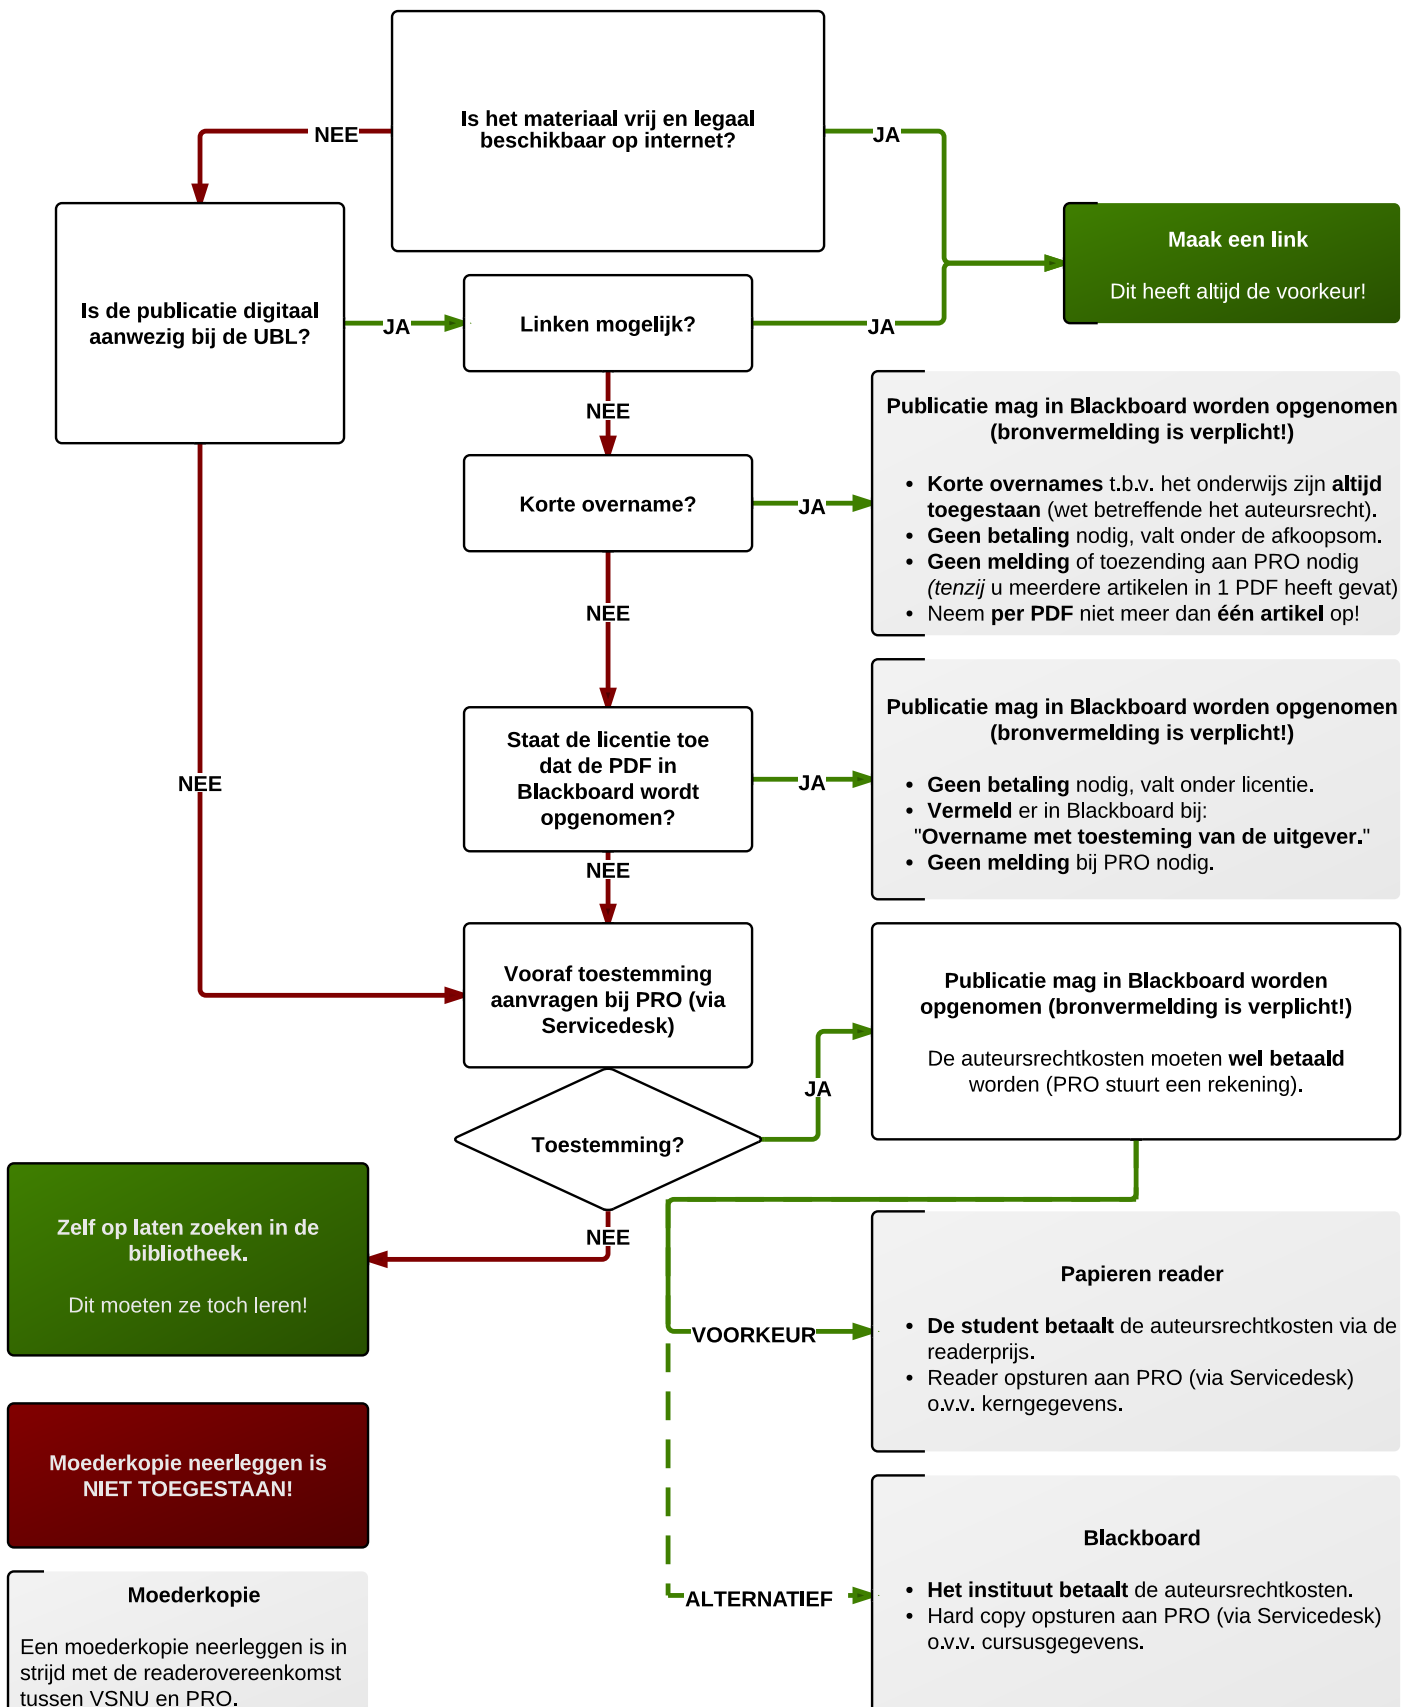 Is het materiaal vrij en legaal
beschikbaar op internet?
NEE
JA
Maak een link
Dit heeft altijd de voorkeur!
Is de publicatie digitaal
aanwezig bij de UBL?
JA
Linken mogelijk?
JA
NEE
Publicatie mag in Blackboard worden opgenomen
(bronvermelding is verplicht!)
• Korte overnames t.b.v. het onderwijs zijn altijd
toegestaan (wet betreffende het auteursrecht).
• Geen betaling nodig, valt onder de afkoopsom.
• Geen melding of toezending aan PRO nodig
(tenzij u meerdere artikelen in 1 PDF heeft gevat)
• Neem per PDF niet meer dan één artikel op!
Korte overname?
JA
NEE
Publicatie mag in Blackboard worden opgenomen
(bronvermelding is verplicht!)
• Geen betaling nodig, valt onder licentie.
• Vermeld er in Blackboard bij:
"Overname met toesteming van de uitgever."
• Geen melding bij PRO nodig.
Staat de licentie toe
dat de PDF in
Blackboard wordt
opgenomen?
JA
NEE
NEE
Vooraf toestemming
aanvragen bij PRO (via
Servicedesk)
Publicatie mag in Blackboard worden
opgenomen (bronvermelding is verplicht!)
De auteursrechtkosten moeten wel betaald
worden (PRO stuurt een rekening).
JA
Toestemming?
NEE
Zelf op laten zoeken in de
bibliotheek.
Dit moeten ze toch leren!
Papieren reader
• De student betaalt de auteursrechtkosten via de
readerprijs.
• Reader opsturen aan PRO (via Servicedesk)
o.v.v. kerngegevens.
VOORKEUR
Moederkopie neerleggen is
NIET TOEGESTAAN!
Blackboard
• Het instituut betaalt de auteursrechtkosten.
• Hard copy opsturen aan PRO (via Servicedesk)
o.v.v. cursusgegevens.
ALTERNATIEF
Moederkopie
Een moederkopie neerleggen is in
strijd met de readerovereenkomst
tussen VSNU en PRO.